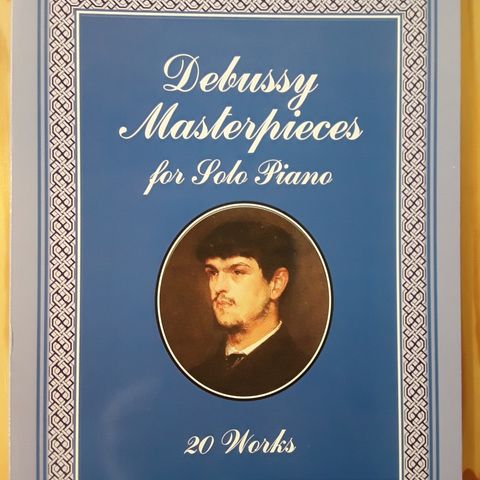 Debussy
Masterpieces
for Solo Piano
20 Works